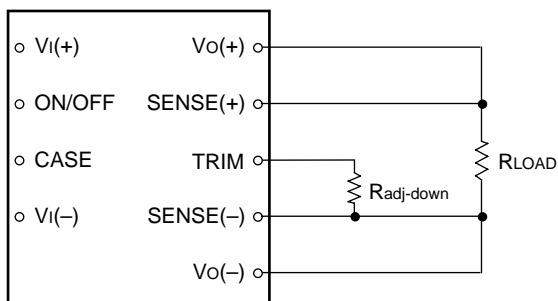 VI(+)
VO(+)
ON/OFF
SENSE(+)
CASE
TRIM
RLOAD
Radj-down
VI(–)
SENSE(–)
VO(–)